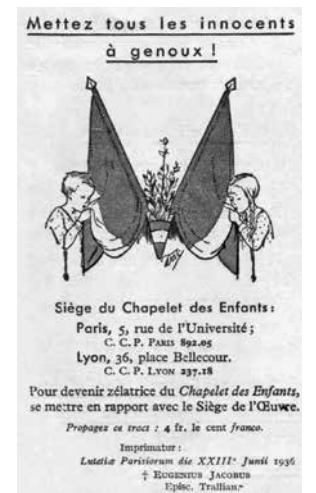 Mettez tous les innocents
à genoux !
Siège du Chapelet des Enfants :
Paris, 5, rue de l'Université ;
C. C. P. PARIS 892.05
Lyon, 36, place Bellecour.
C. C. P. LYON 237.18
Pour devenir zélatrice du Chapelet des Enfants,
se mettre en rapport avec le Siège de l'Œuvre.
Propagez ce tract : 4 fr. le cent franco.
Imprimatur :
Lutetiæ Parisiorum die XXIIIª Junii 1936
† EUGENIUS JACOBUS
Episc. Trallian.